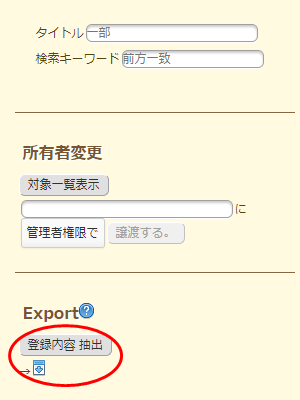 タイトル 一部
検索キーワード 前方一致
所有者変更
対象一覧表示
に
管理者権限で 譲渡する。
Export?
登録内容 抽出
→